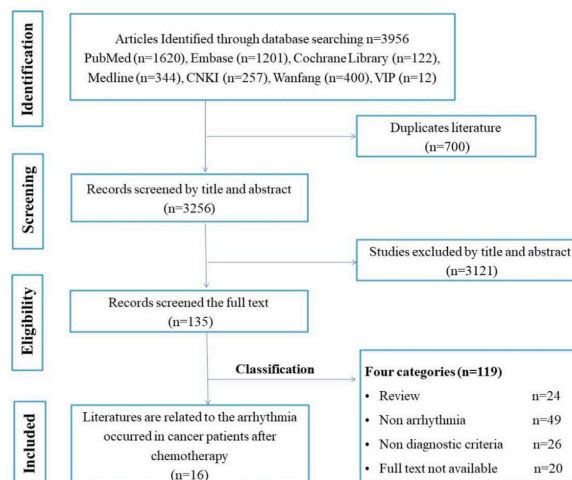 Identification
Articles Identified through database searching n=3956
PubMed (n=1620), Embase (n=1201), Cochrane Library (n=122),
Medline (n=344), CNKI (n=257), Wanfang (n=400), VIP (n=12)
Duplicates literature
(n=700)
Screening
Records screened by title and abstract
(n=3256)
Studies excluded by title and abstract
(n=3121)
Eligibility
Records screened the full text
(n=135)
Classification
Four categories (n=119)
• Review n=24
• Non arrhythmia n=49
• Non diagnostic criteria n=26
• Full text not available n=20
Included
Literatures are related to the arrhythmia
occurred in cancer patients after
chemotherapy
(n=16)